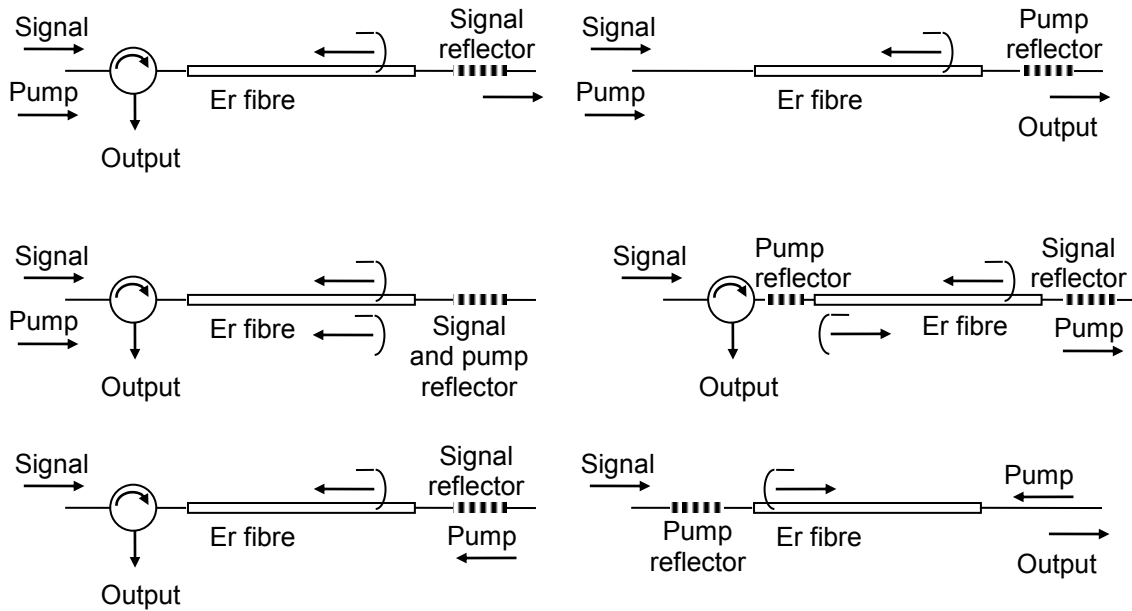 Signal
Pump
Output
Er fibre
Signal
reflector
Signal
Pump
Er fibre
Pump
reflector
Output
Signal
Pump
Output
Er fibre
Signal
and pump
reflector
Signal
Output
Pump
reflector
Er fibre
Signal
reflector
Pump
Signal
Output
Er fibre
Signal
reflector
Pump
Signal
Pump
reflector
Er fibre
Pump
Output